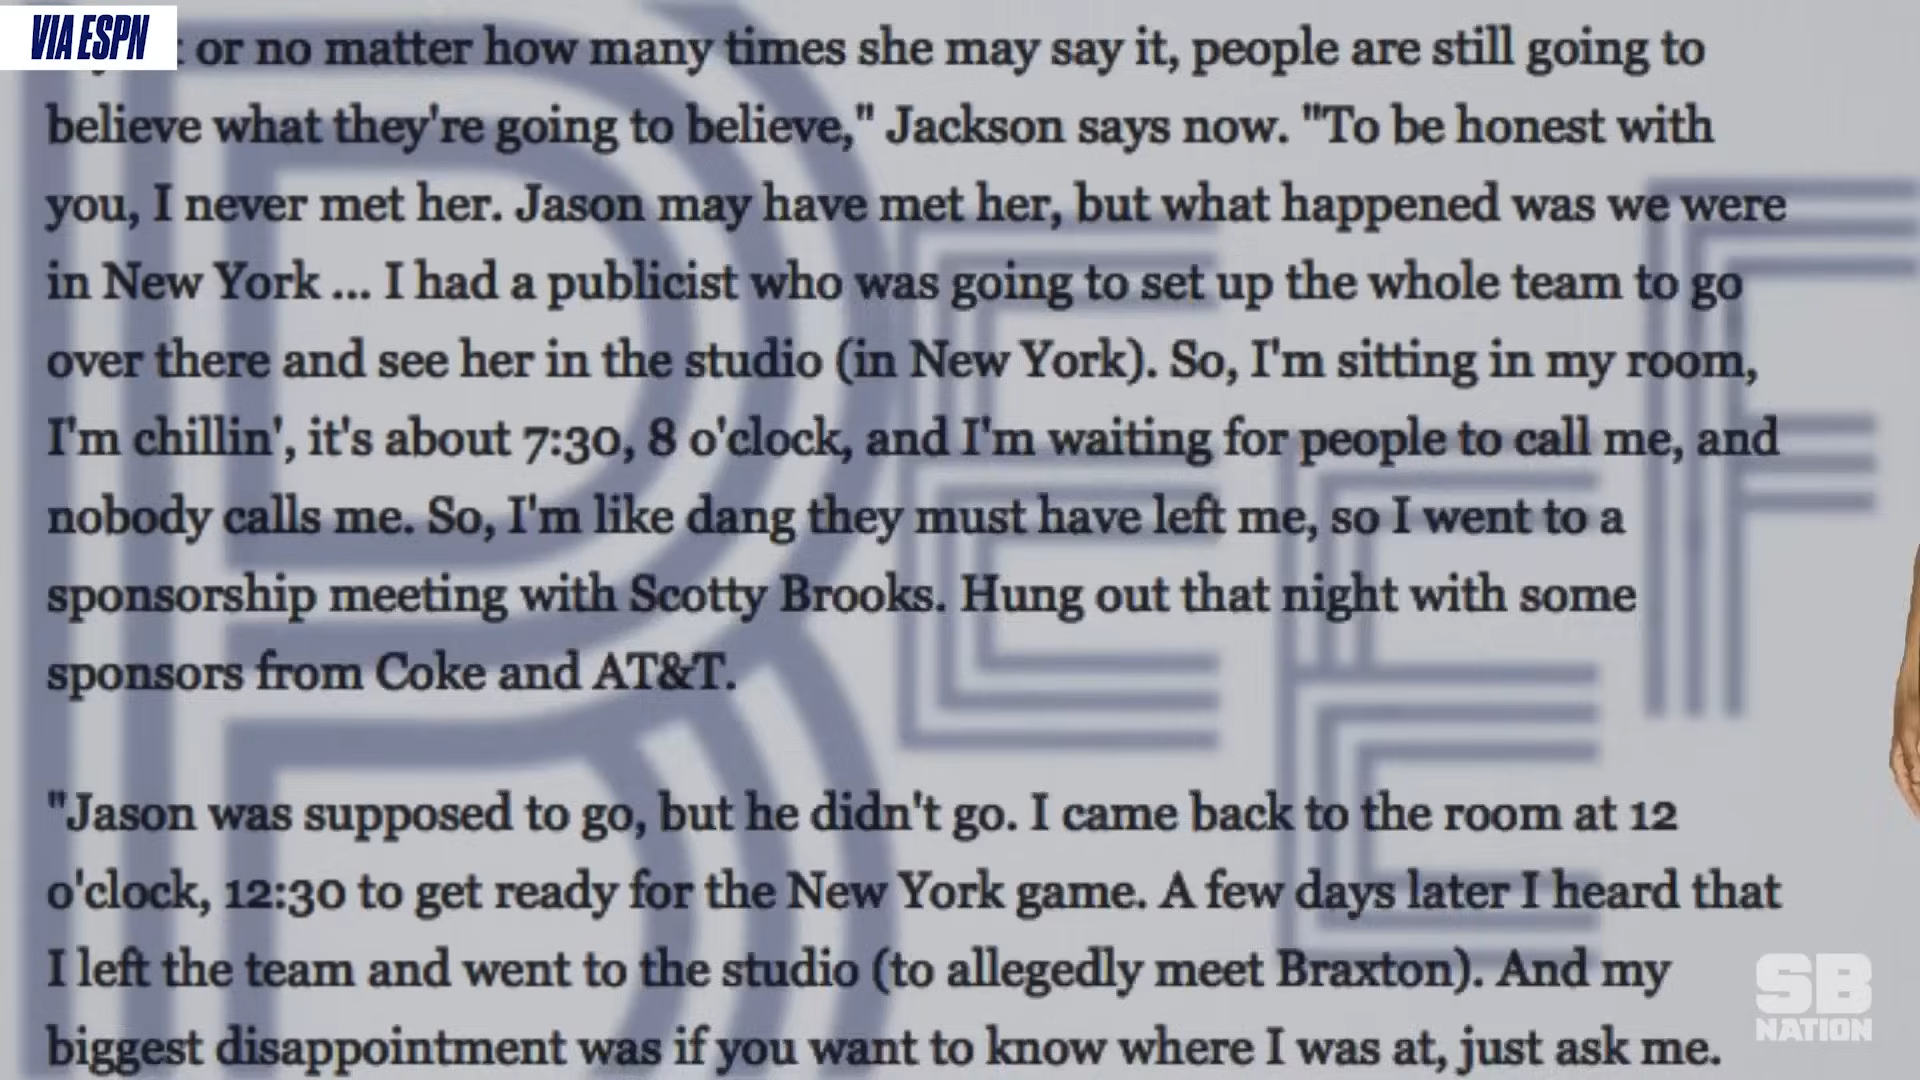 VIA ESPN
or no matter how many times she may say it, people are still going to
believe what they're going to believe," Jackson says now. "To be honest with
you, I never met her. Jason may have met her, but what happened was we were
in New York ... I had a publicist who was going to set up the whole team to go
over there and see her in the studio (in New York). So, I'm sitting in my room,
I'm chillin', it's about 7:30, 8 o'clock, and I'm waiting for people to call me, and
nobody calls me. So, I'm like dang they must have left me, so I went to a
sponsorship meeting with Scotty Brooks. Hung out that night with some
sponsors from Coke and AT&T.
"Jason was supposed to go, but he didn't go. I came back to the room at 12
o'clock, 12:30 to get ready for the New York game. A few days later I heard that
I left the team and went to the studio (to allegedly meet Braxton). And my
biggest disappointment was if you want to know where I was at, just ask me.
BEEF
SB
NATION